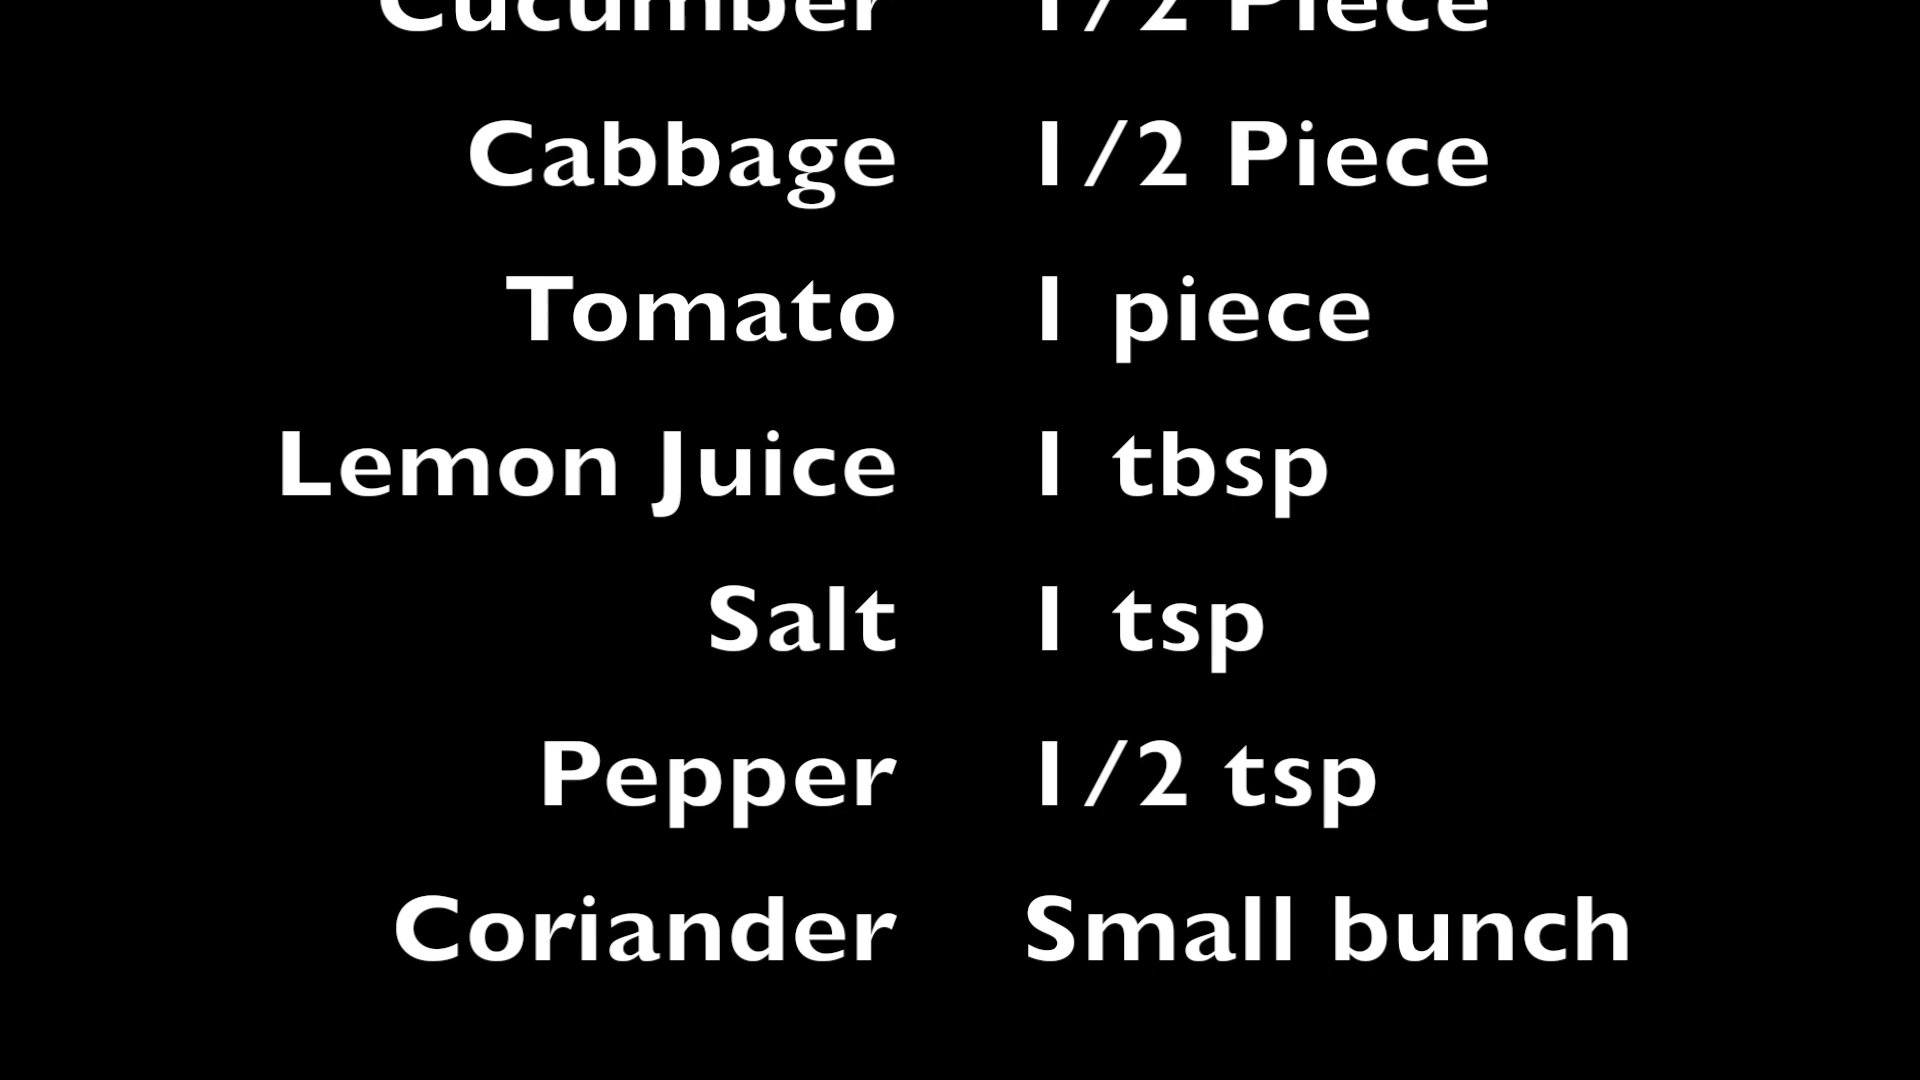 Cucumber 1/2 Piece
Cabbage 1/2 Piece
Tomato 1 piece
Lemon Juice 1 tbsp
Salt 1 tsp
Pepper 1/2 tsp
Coriander Small bunch